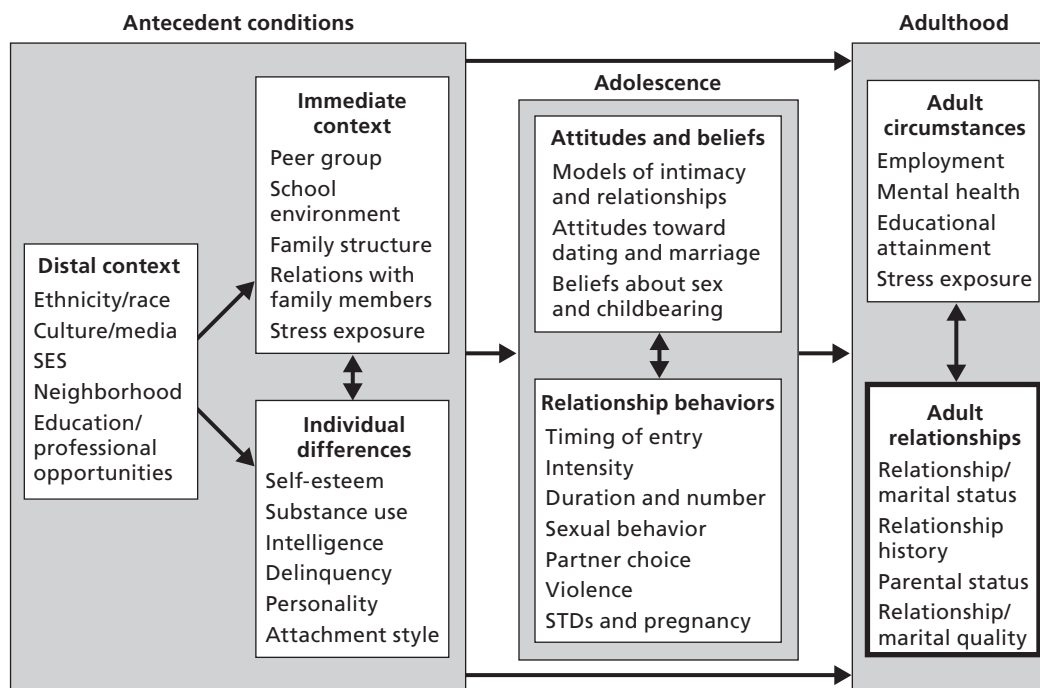 Antecedent conditions
Distal context
Ethnicity/race
Culture/media
SES
Neighborhood
Education/
professional
opportunities
Immediate
context
Peer group
School
environment
Family structure
Relations with
family members
Stress exposure
Individual
differences
Self-esteem
Substance use
Intelligence
Delinquency
Personality
Attachment style
Adolescence
Attitudes and beliefs
Models of intimacy
and relationships
Attitudes toward
dating and marriage
Beliefs about sex
and childbearing
Relationship behaviors
Timing of entry
Intensity
Duration and number
Sexual behavior
Partner choice
Violence
STDs and pregnancy
Adulthood
Adult
circumstances
Employment
Mental health
Educational
attainment
Stress exposure
Adult
relationships
Relationship/
marital status
Relationship
history
Parental status
Relationship/
marital quality